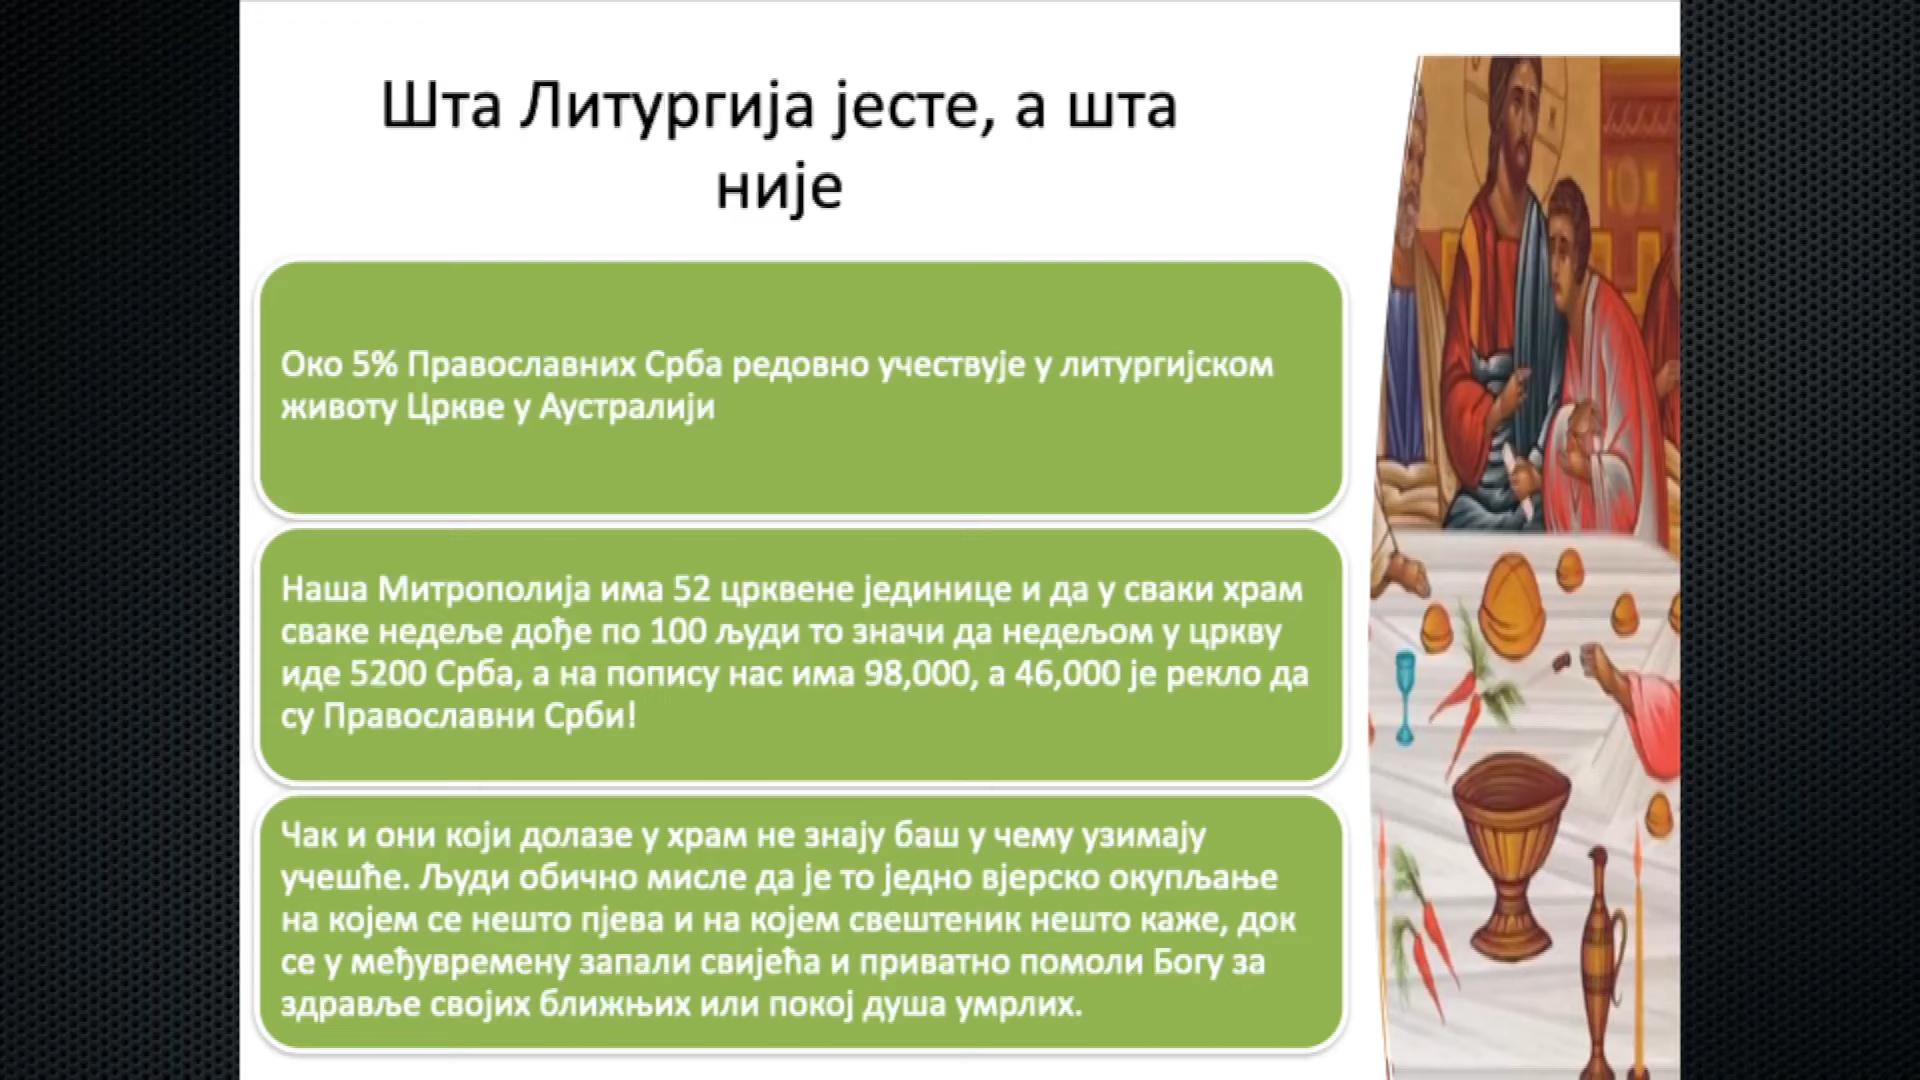 Шта Литургија јесте, а шта
није
Око 5% Православних Срба редовно учествује у литургијском
животу Цркве у Аустралији
Наша Митрополија има 52 црквене јединице и да у сваки храм
сваке недеље дође по 100 људи то значи да недељом у цркву
иде 5200 Срба, а на попису нас има 98,000, а 46,000 је рекло да
су Православни Срби!
Чак и они који долазе у храм не знају баш у чему узимају
учешће. Људи обично мисле да је то једно вјерско окупљање
на којем се нешто пјева и на којем свештеник нешто каже, док
се у међувремену запали свијећа и приватно помоли Богу за
здравље својих ближњих или покој душа умрлих.